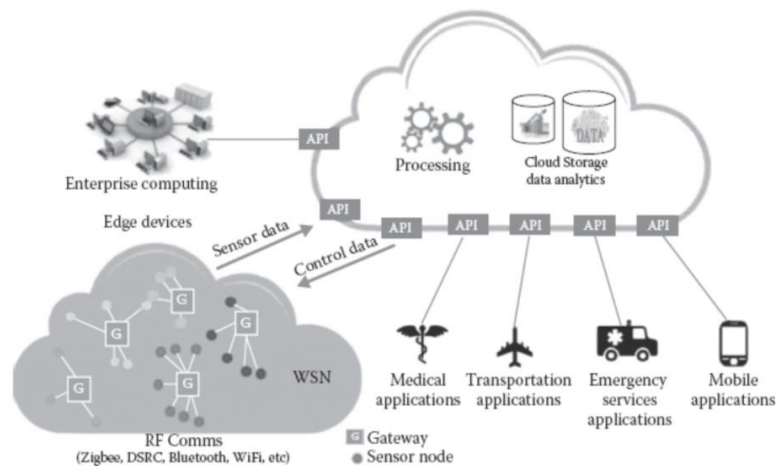 API
Processing
DATA
Cloud Storage
data analytics
Enterprise computing
Edge devices
API
API
API
API
API
API
Sensor data
Control data
G
G
G
G
G
WSN
Medical
applications
Transportation
applications
Emergency
services
applications
Mobile
applications
RF Comms
(Zigbee, DSRC, Bluetooth, WiFi, etc)
G Gateway
Sensor node